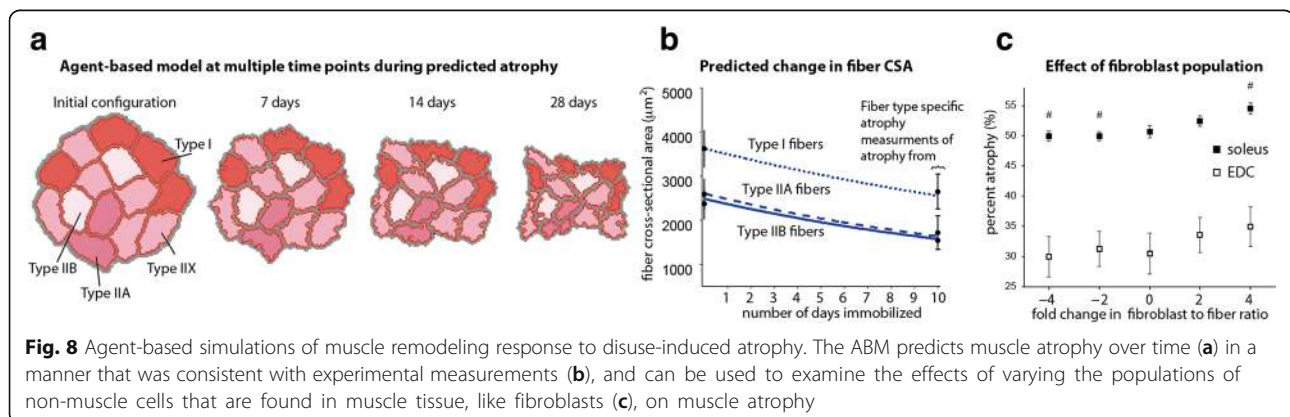 a
Agent-based model at multiple time points during predicted atrophy
Initial configuration
7 days
14 days
28 days
Type I
Type IIB
Type IIA
Type IIX
b
Predicted change in fiber CSA
fiber cross-sectional area (μm²)
5000
4000
3000
2000
1000
Fiber type specific
atrophy
measurments of
atrophy from
Type I fibers
Type IIA fibers
Type IIB fibers
1 2 3 4 5 6 7 8 9 10
number of days immobilized
c
Effect of fibroblast population
percent atrophy (%)
55
50
45
40
35
30
25
# # #
soleus
EDC
-4 -2 0 2 4
fold change in fibroblast to fiber ratio
Fig. 8 Agent-based simulations of muscle remodeling response to disuse-induced atrophy. The ABM predicts muscle atrophy over time (a) in a
manner that was consistent with experimental measurements (b), and can be used to examine the effects of varying the populations of
non-muscle cells that are found in muscle tissue, like fibroblasts (c), on muscle atrophy